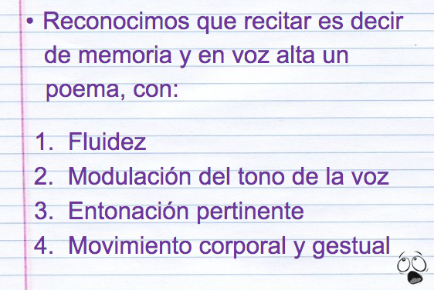 • Reconocimos que recitar es decir
de memoria y en voz alta un
poema, con:
1. Fluidez
2. Modulación del tono de la voz
3. Entonación pertinente
4. Movimiento corporal y gestual